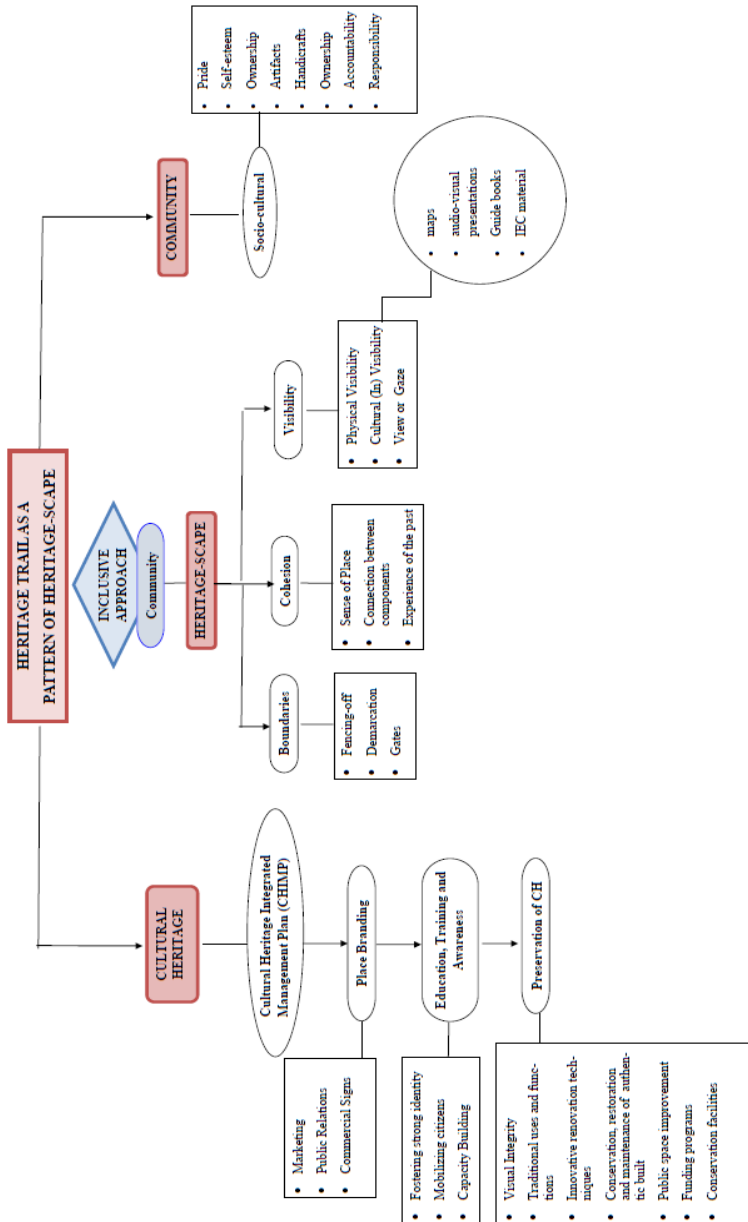 HERITAGE TRAIL AS A
PATTERN OF HERITAGE-SCAPE
INCLUSIVE
APPROACH
Community
CULTURAL
HERITAGE
HERITAGE-SCAPE
COMMUNITY
Cultural Heritage Integrated
Management Plan (CHIMP)
• Marketing
• Public Relations
• Commercial Signs
Place Branding
• Fostering strong identity
• Mobilizing citizens
• Capacity Building
Education, Training and
Awareness
• Visual Integrity
• Traditional uses and func-
tions
• Innovative renovation tech-
niques
• Conservation, restoration
and maintenance of authen-
tic built
• Public space improvement
• Funding programs
• Conservation facilities
Preservation of CH
Boundaries
• Fencing-off
• Demarcation
• Gates
Cohesion
• Sense of Place
• Connection between
components
• Experience of the past
Visibility
• Physical Visibility
• Cultural (In) Visibility
• View or Gaze
• maps
• audio-visual
presentations
• Guide books
• IEC material
Socio-cultural
• Pride
• Self-esteem
• Ownership
• Artifacts
• Handicrafts
• Ownership
• Accountability
• Responsibility